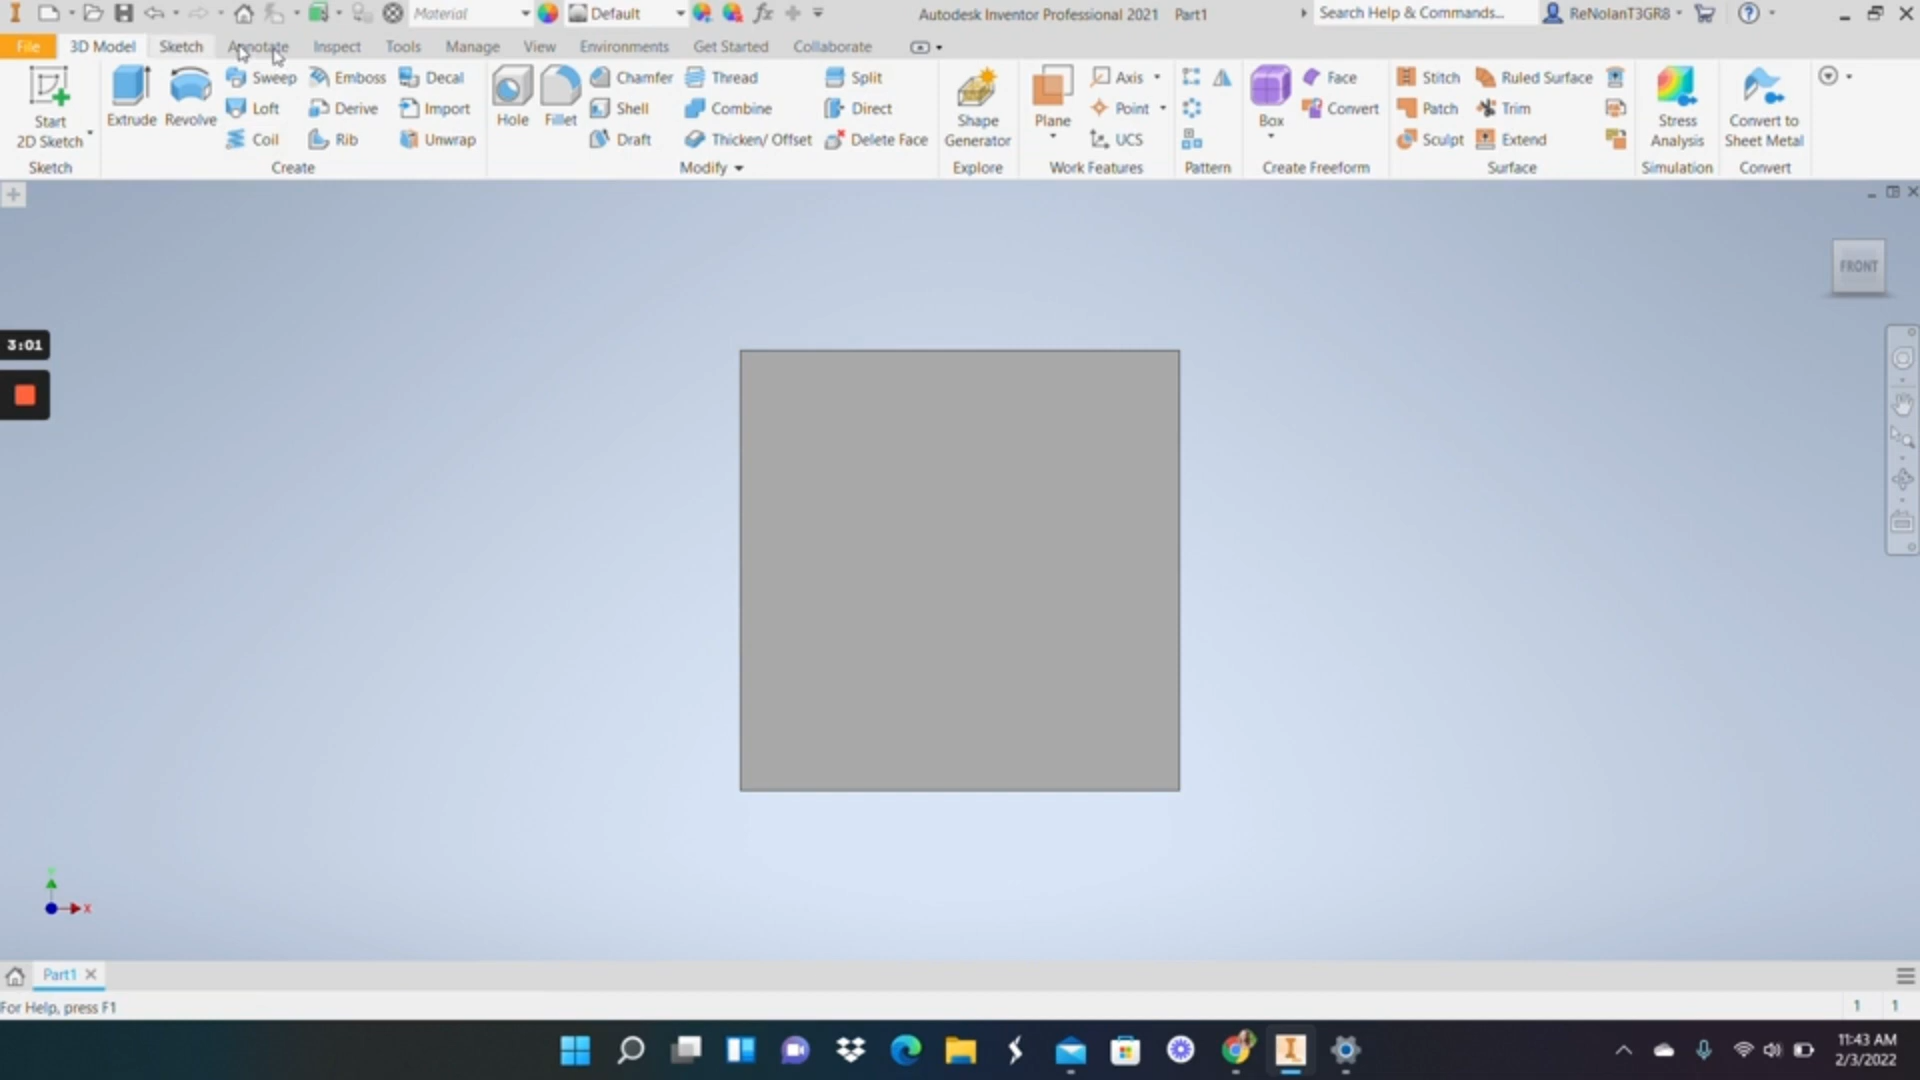 Material
Default
Autodesk Inventor Professional 2021 Part1
Search Help & Commands...
ReNolanT3GR8
File
3D Model
Sketch
Annotate
Inspect
Tools
Manage
View
Environments
Get Started
Collaborate
Start
2D Sketch
Sketch
Extrude
Revolve
Sweep
Emboss
Decal
Loft
Derive
Import
Coil
Rib
Unwrap
Create
Hole
Fillet
Chamfer
Thread
Split
Shell
Combine
Direct
Draft
Thicken/ Offset
Delete Face
Modify
Shape
Generator
Explore
Plane
Axis
Point
UCS
Work Features
Pattern
Box
Face
Convert
Create Freeform
Stitch
Ruled Surface
Patch
Trim
Sculpt
Extend
Surface
Stress
Analysis
Simulation
Convert to
Sheet Metal
Convert
FRONT
3:01
Y
X
Part1
For Help, press F1
1 1
11:43 AM
2/3/2022